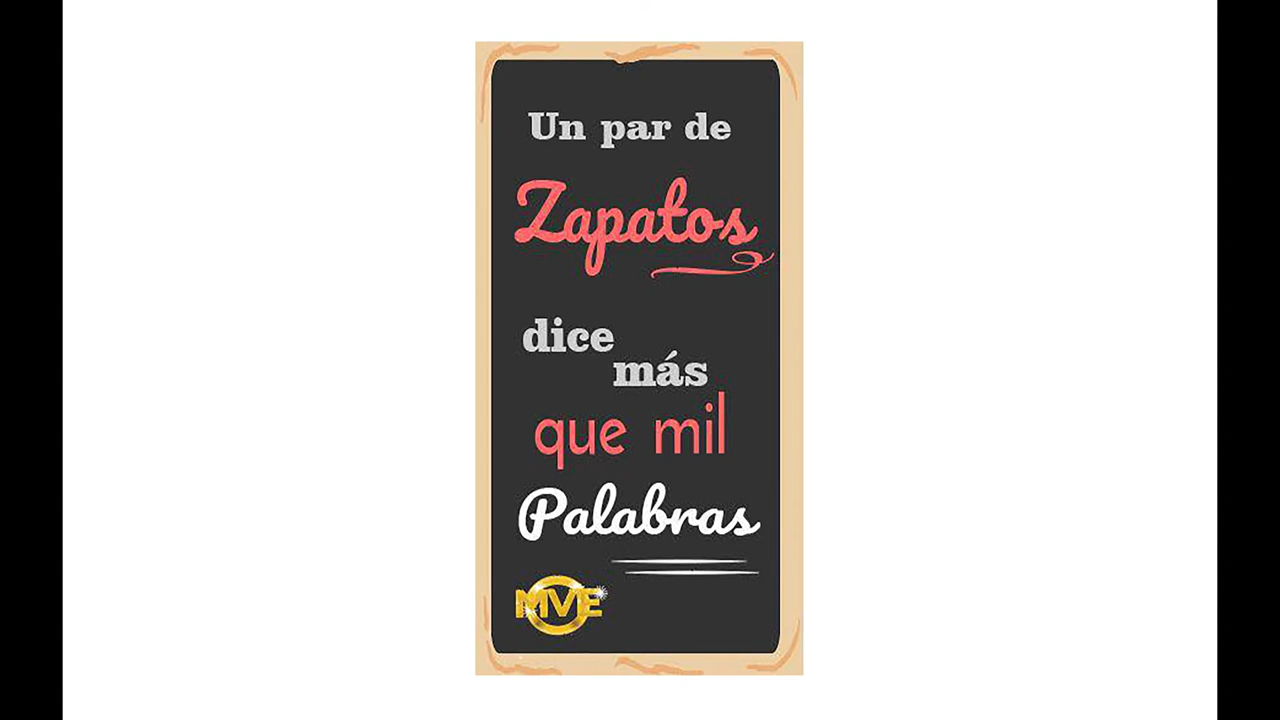 Un par de
Zapatos
dice
más
que mil
Palabras
MVE